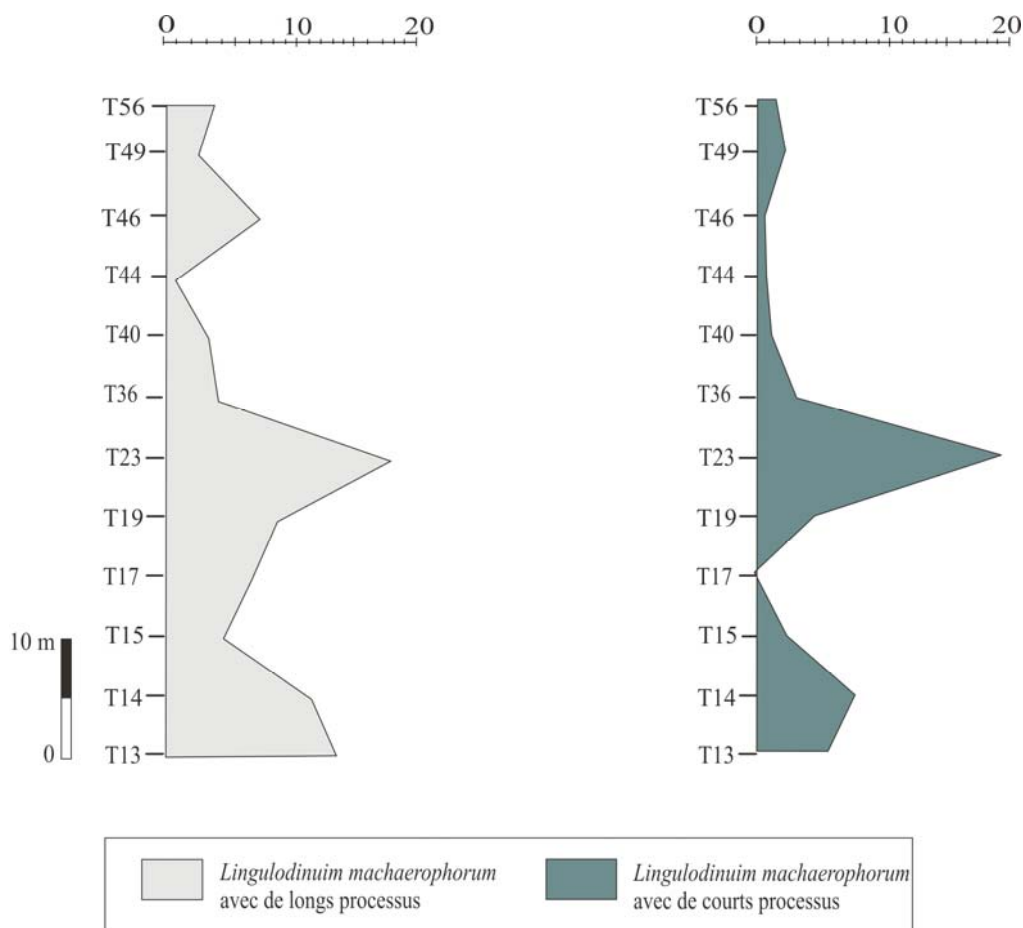 0 10 20
0 10 20
T56
T49
T46
T44
T40
T36
T23
T19
T17
T15
T14
T13
10 m
0
T56
T49
T46
T44
T40
T36
T23
T19
T17
T15
T14
T13
Lingulodinuim machaerophorum
avec de longs processus
Lingulodinuim machaerophorum
avec de courts processus